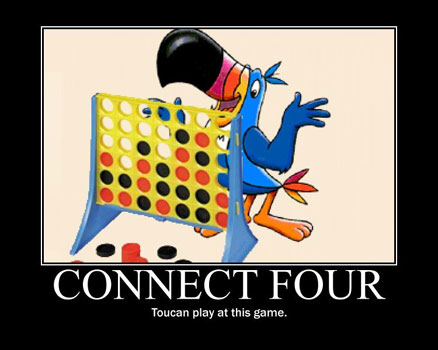 CONNECT FOUR
Toucan play at this game.